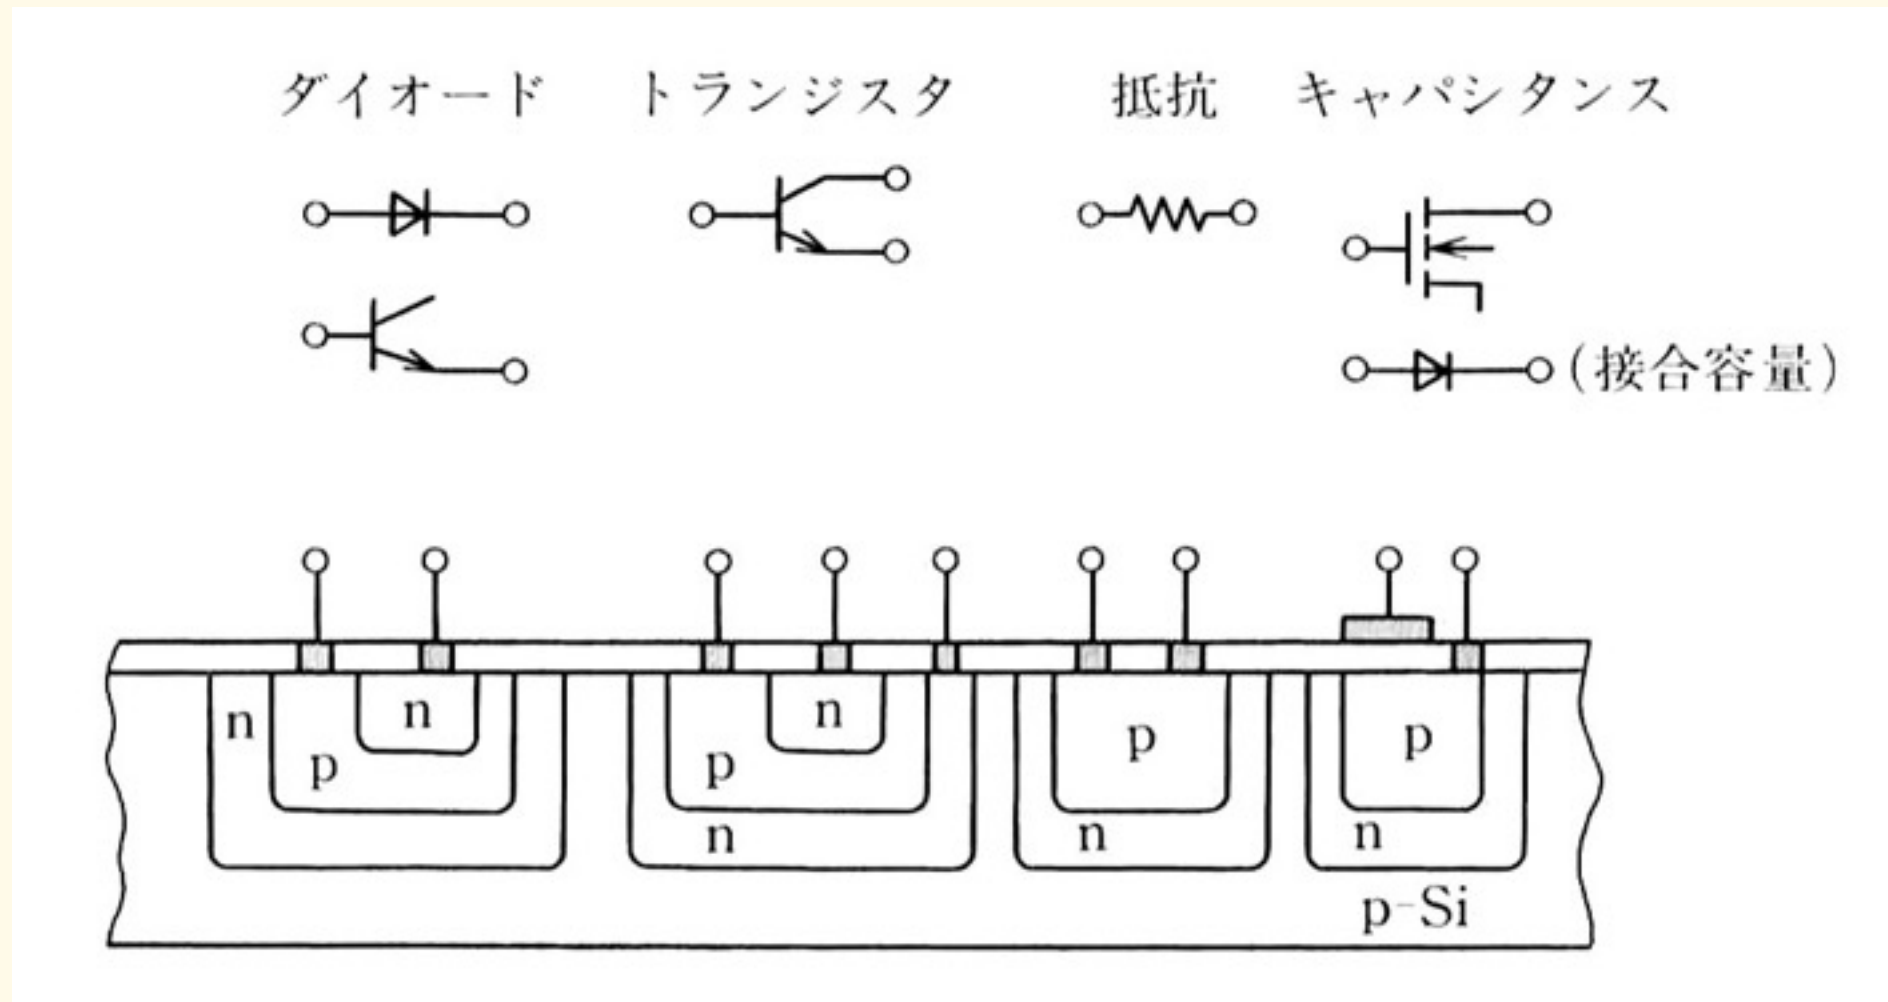 ダイオード トランジスタ 抵抗 キャパシタンス
(接合容量)
n p n
p n n
p n
p n
p-Si